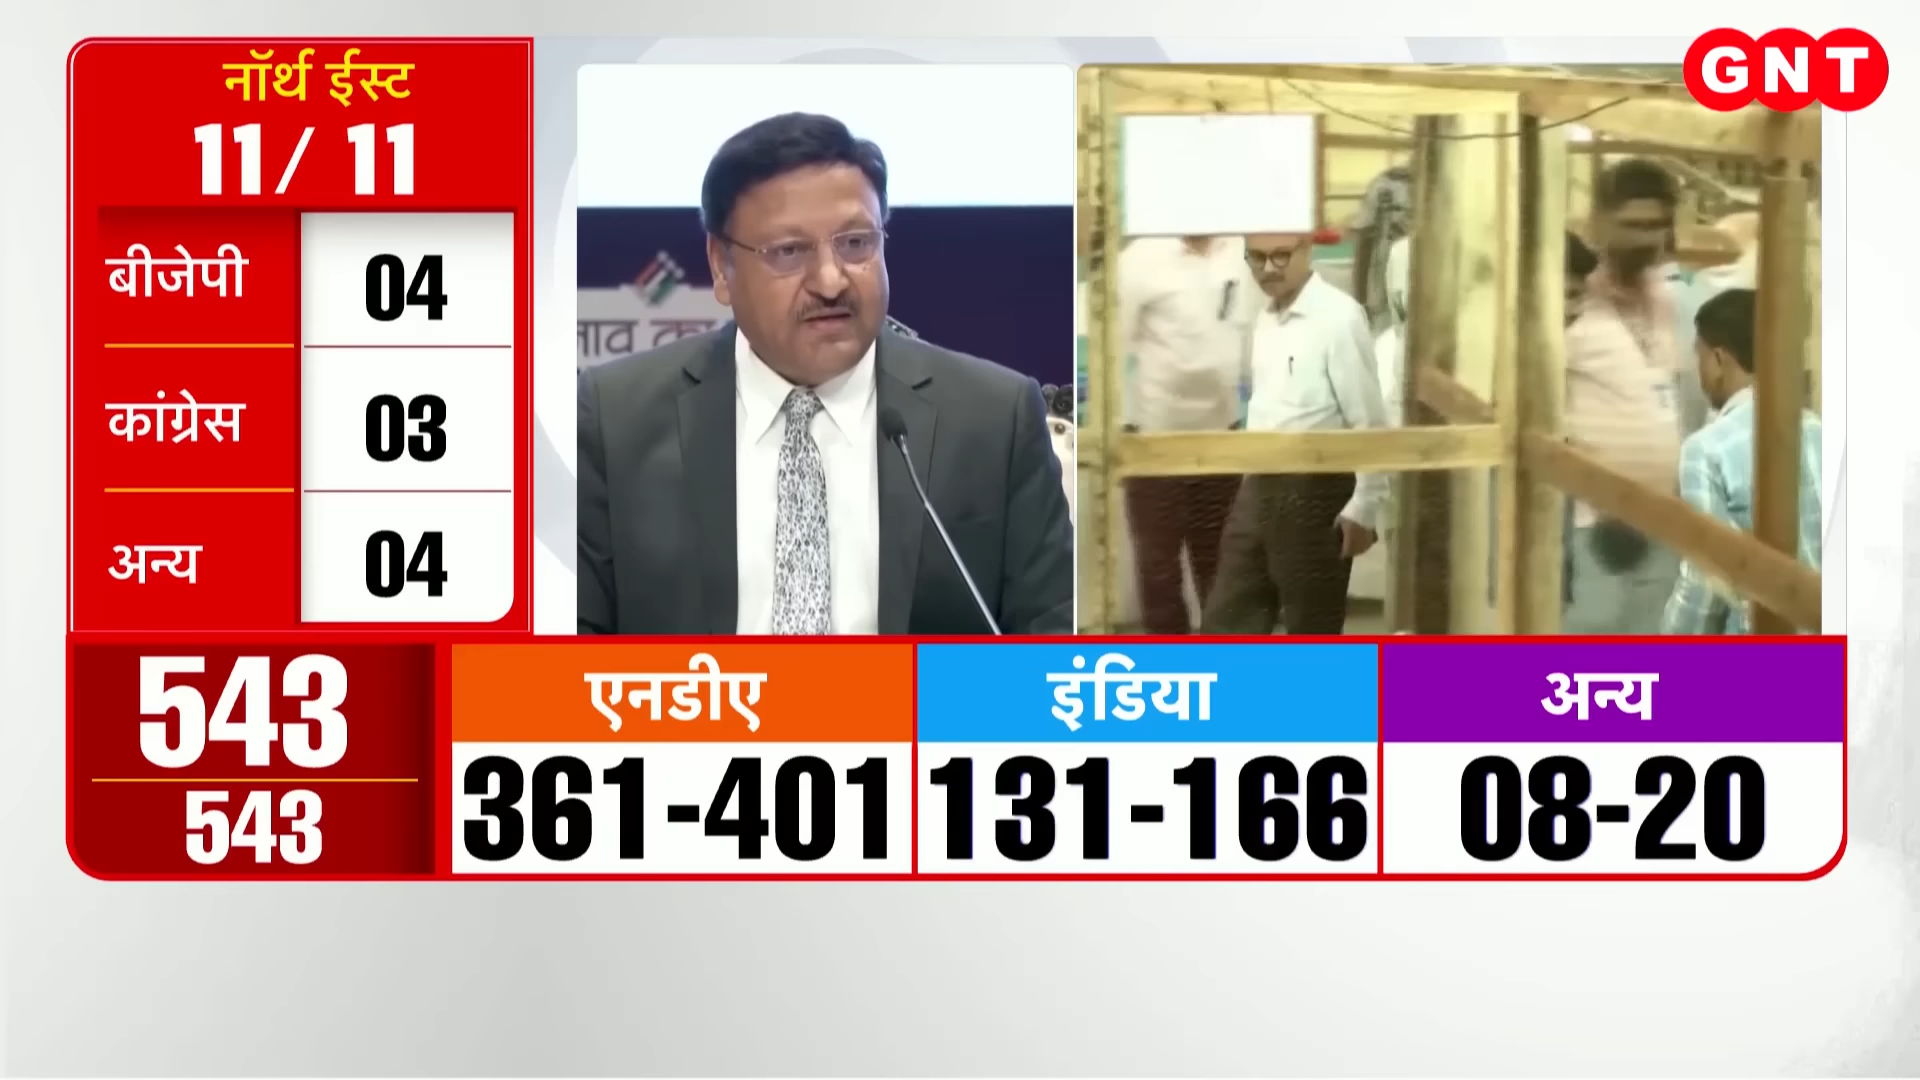 GNT
नॉर्थ ईस्ट
11/ 11
बीजेपी 04
कांग्रेस 03
अन्य 04
543
543
एनडीए इंडिया अन्य
361-401 131-166 08-20